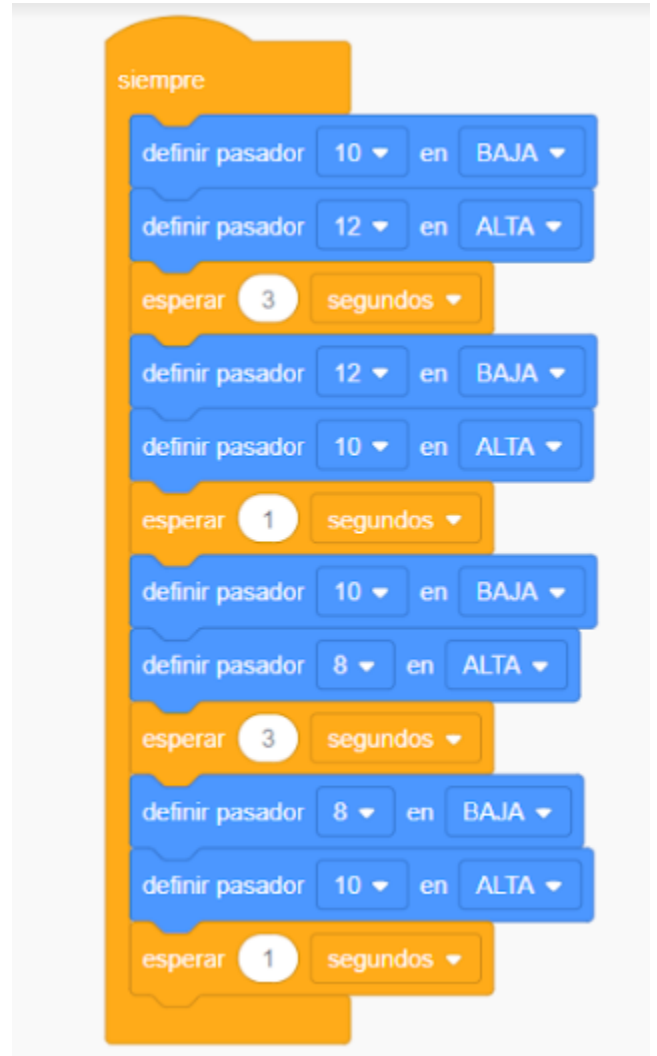 siempre
definir pasador 10 en BAJA
definir pasador 12 en ALTA
esperar 3 segundos
definir pasador 12 en BAJA
definir pasador 10 en ALTA
esperar 1 segundos
definir pasador 10 en BAJA
definir pasador 8 en ALTA
esperar 3 segundos
definir pasador 8 en BAJA
definir pasador 10 en ALTA
esperar 1 segundos